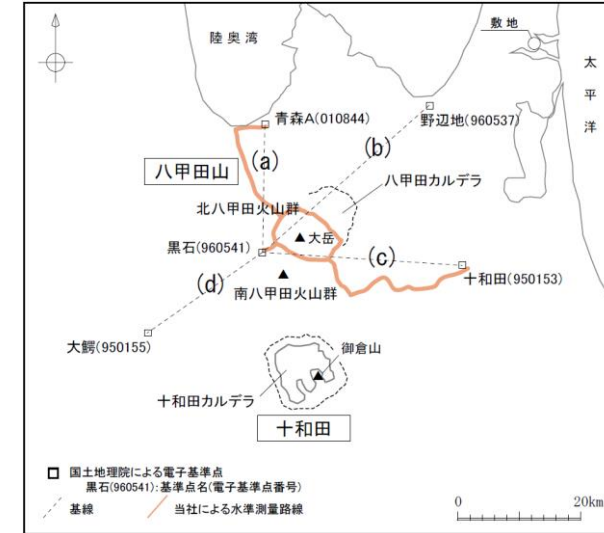 陸奥湾
敷地
太平洋
青森A(010844)
野辺地(960537)
(a)
(b)
八甲田山
八甲田カルデラ
北八甲田火山群
大岳
黒石(960541)
(c)
十和田(950153)
(d)
南八甲田火山群
大鰐(950155)
御倉山
十和田カルデラ
十和田
国土地理院による電子基準点
黒石(960541):基準点名(電子基準点番号)
基線
当社による水準測量路線
0
20km